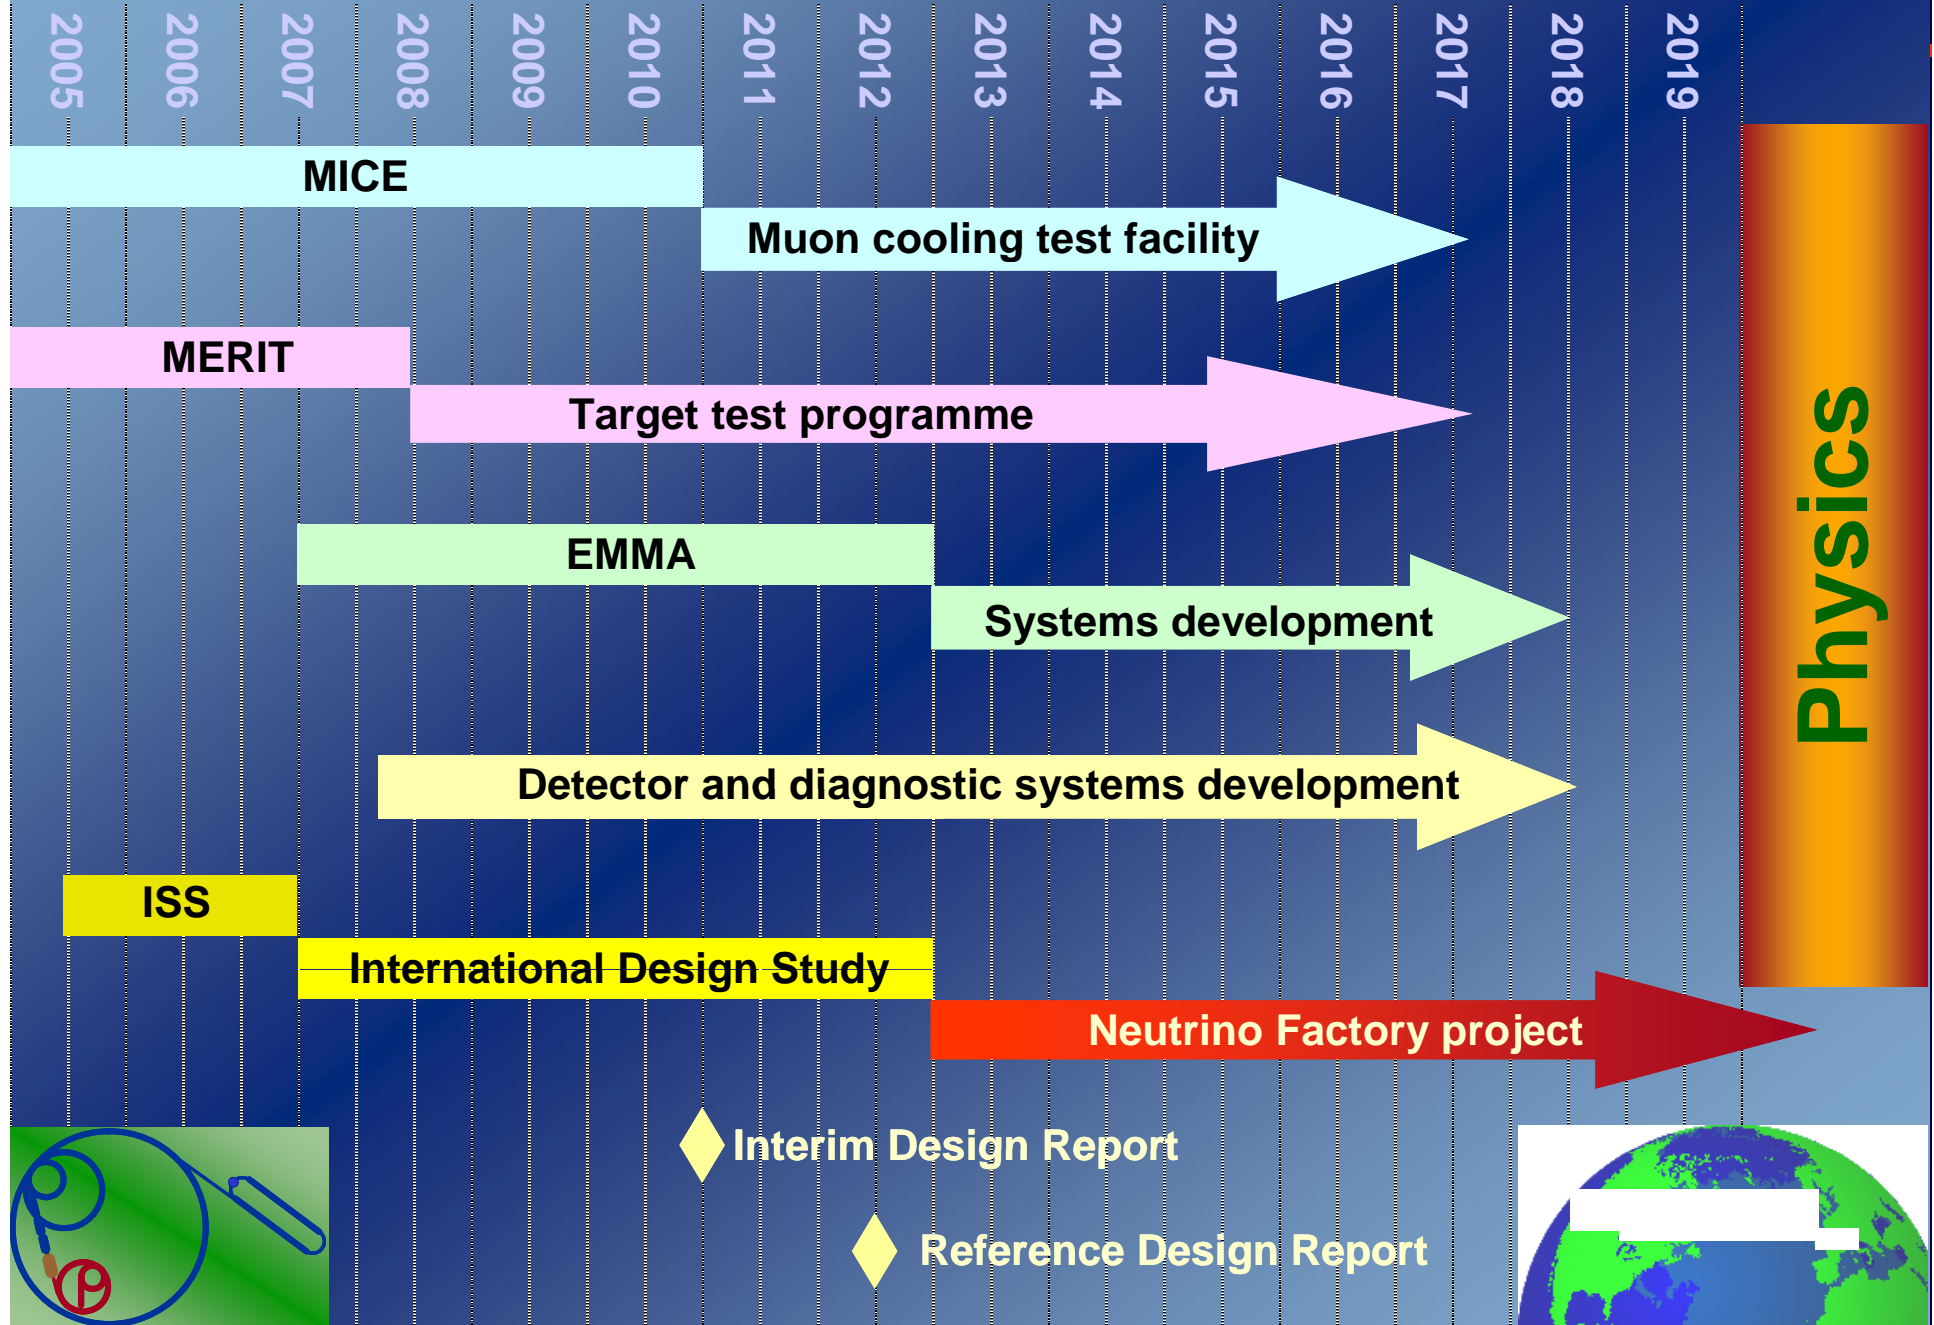 2005
2006
2007
2008
2009
2010
2011
2012
2013
2014
2015
2016
2017
2018
2019
MICE
Muon cooling test facility
MERIT
Target test programme
EMMA
Systems development
Detector and diagnostic systems development
ISS
International Design Study
Neutrino Factory project
Physics
Interim Design Report
Reference Design Report